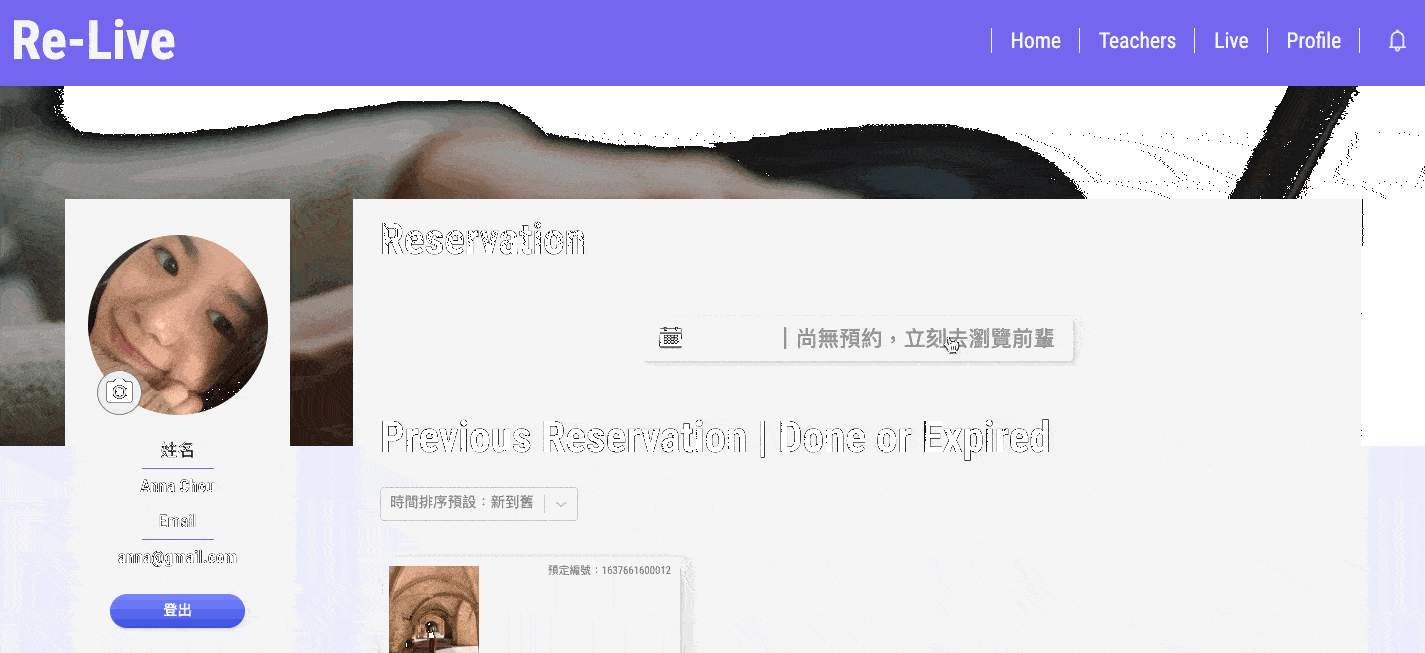 Re-Live
Home
Teachers
Live
Profile
Reservation
| 尚無預約，立刻去瀏覽前輩
Previous Reservation | Done or Expired
時間排序預設：新到舊
預定編號：1637661600012
姓名
Anna Chou
Email
anna@gmail.com
登出